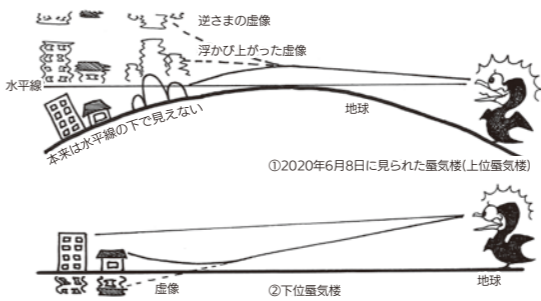 逆さまの虚像
浮かび上がった虚像
水平線
本来は水平線の下で見えない
地球
①2020年6月8日に見られた蜃気楼(上位蜃気楼)
虚像
②下位蜃気楼
地球